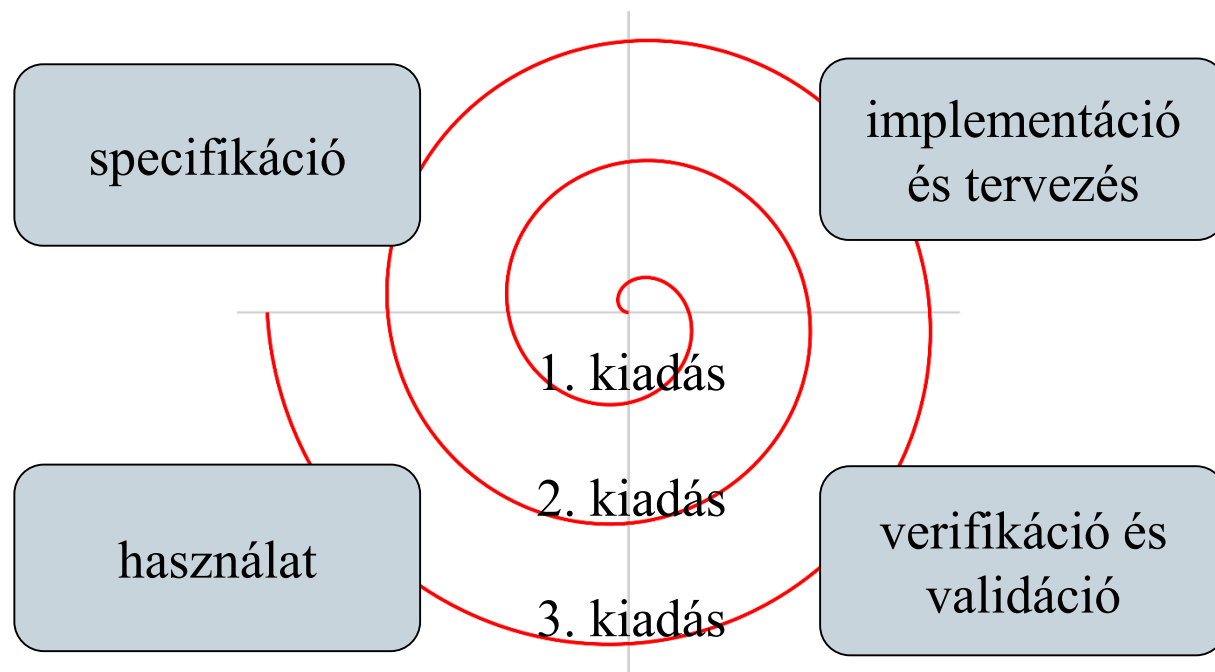 specifikáció
implementáció
és tervezés
1. kiadás
2. kiadás
3. kiadás
használat
verifikáció és
validáció